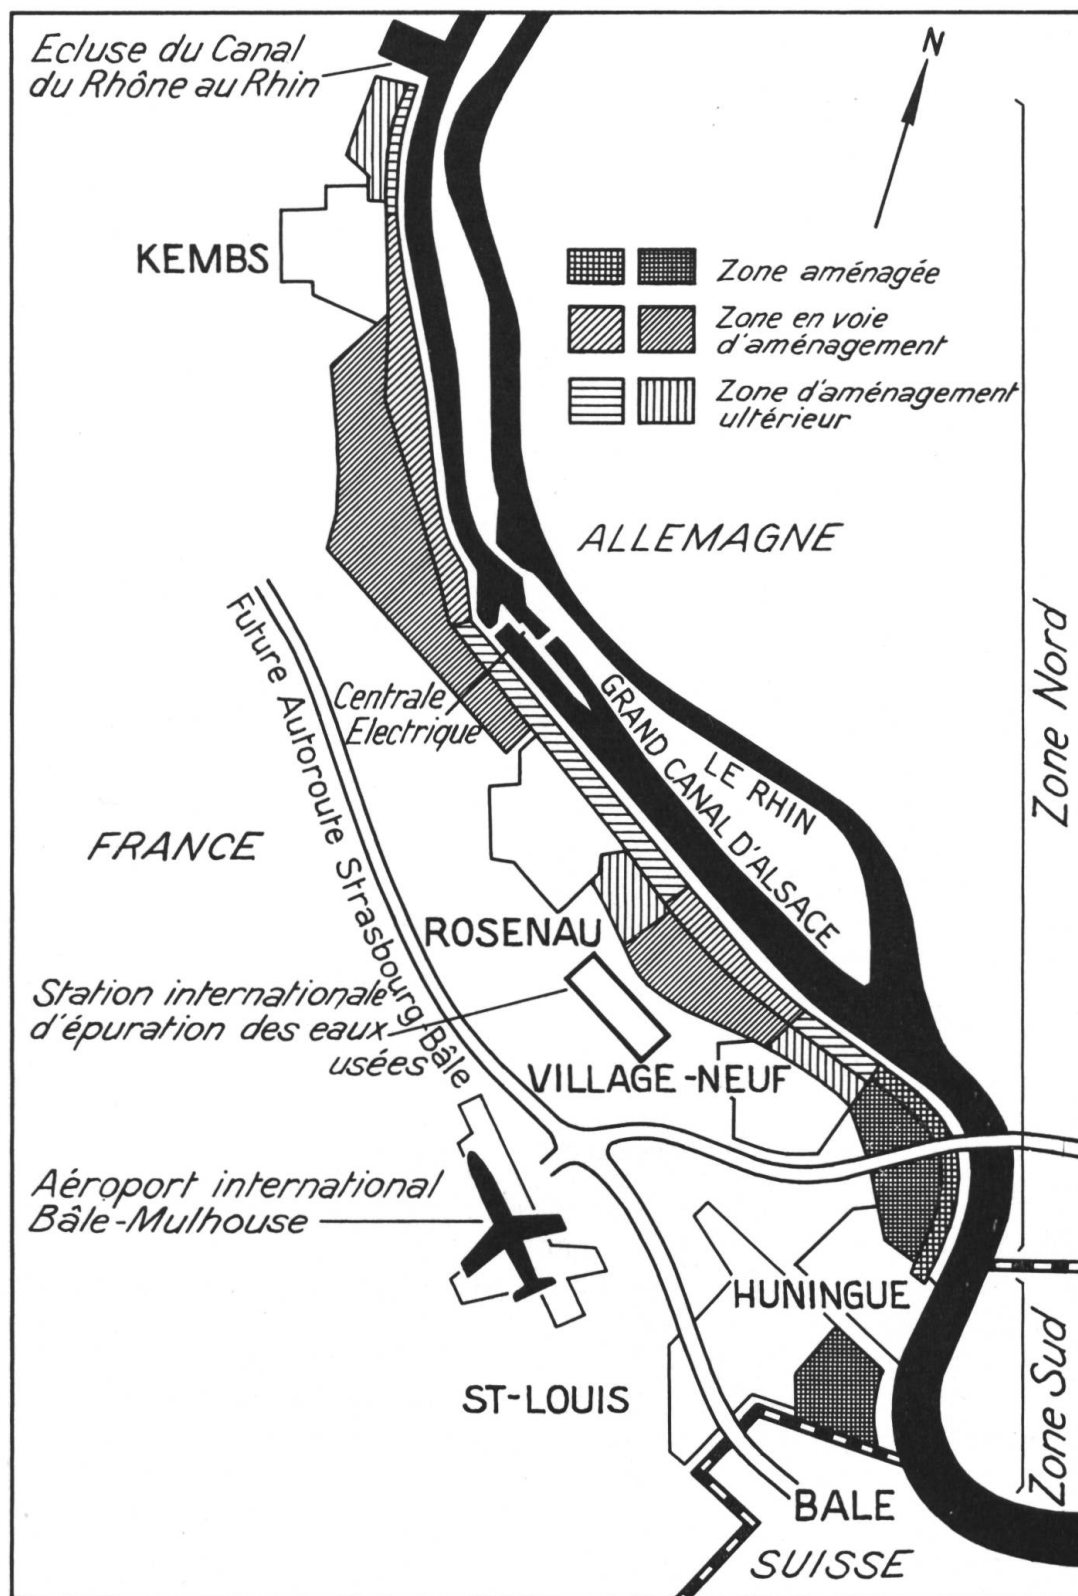 Ecluse du Canal
du Rhône au Rhin
N
KEMBS
Zone aménagée
Zone en voie
d'aménagement
Zone d'aménagement
ultérieur
ALLEMAGNE
Zone Nord
Future Autoroute Strasbourg-Bâle
Centrale
Electrique
GRAND CANAL D'ALSACE
LE RHIN
FRANCE
ROSENAU
Station internationale
d'épuration des eaux
usées
VILLAGE-NEUF
Aéroport international
Bâle-Mulhouse
HUNINGUE
ST-LOUIS
Zone Sud
BALE
SUISSE